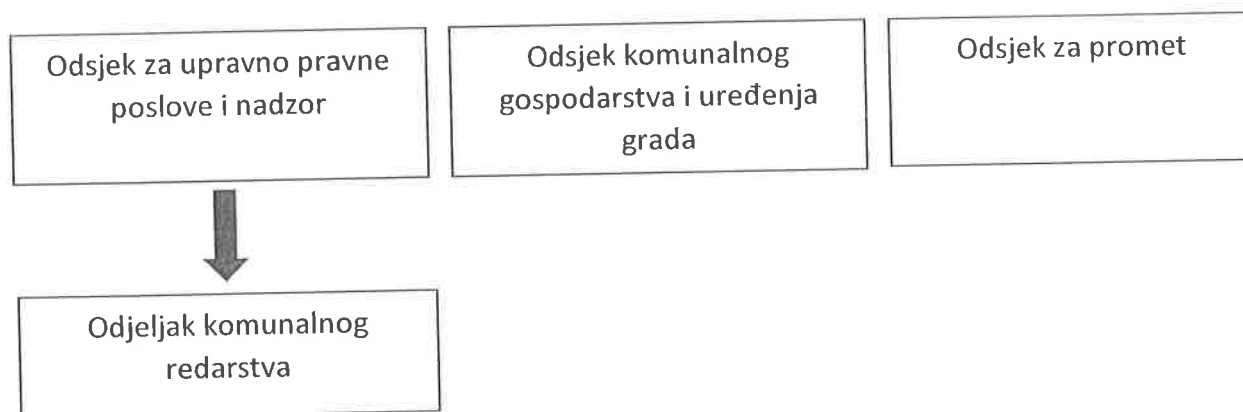 Odsjek za upravno pravne
poslove i nadzor
Odsjek komunalnog
gospodarstva i uređenja
grada
Odsjek za promet
Odjeljak komunalnog
redarstva